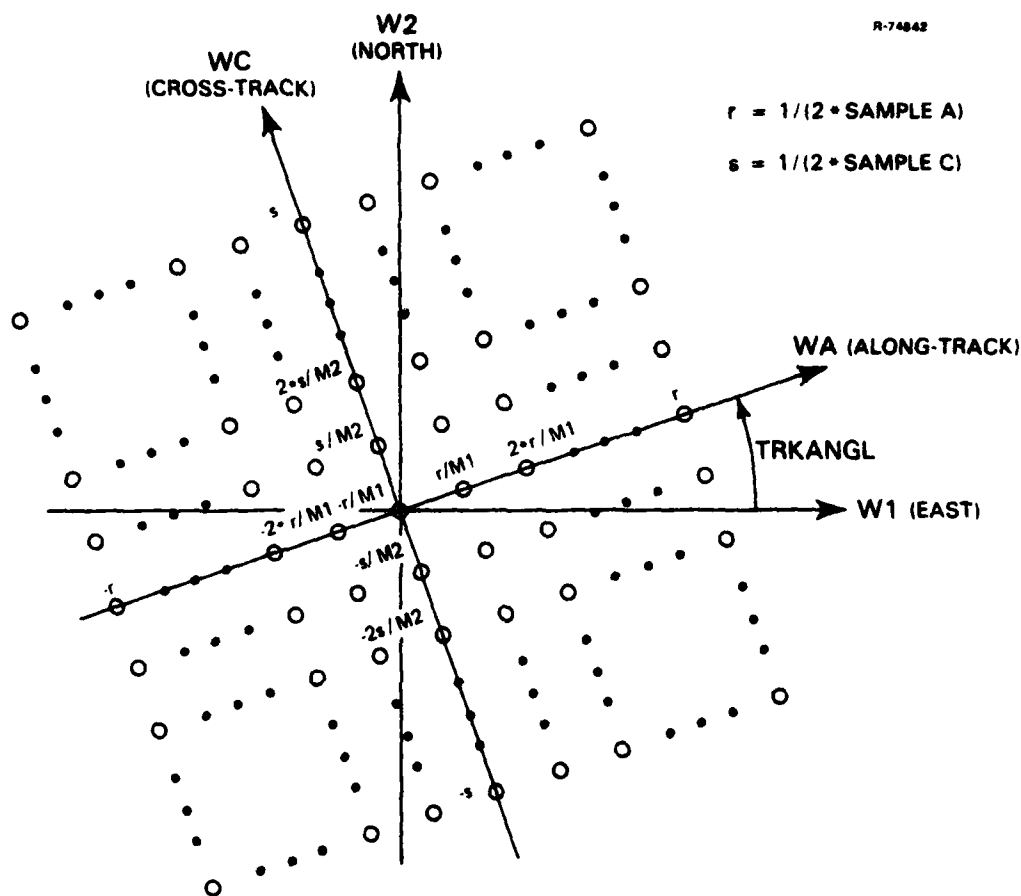 R-74842
W2
(NORTH)
WC
(CROSS-TRACK)
r = 1/(2 * SAMPLE A)
s = 1/(2 * SAMPLE C)
s
WA (ALONG-TRACK)
2*s/M2
r
s/M2
r/M1
2*r/M1
TRKANGL
-2* r/M1
-r/M1
W1 (EAST)
-s/M2
-r
-2s/M2
-s